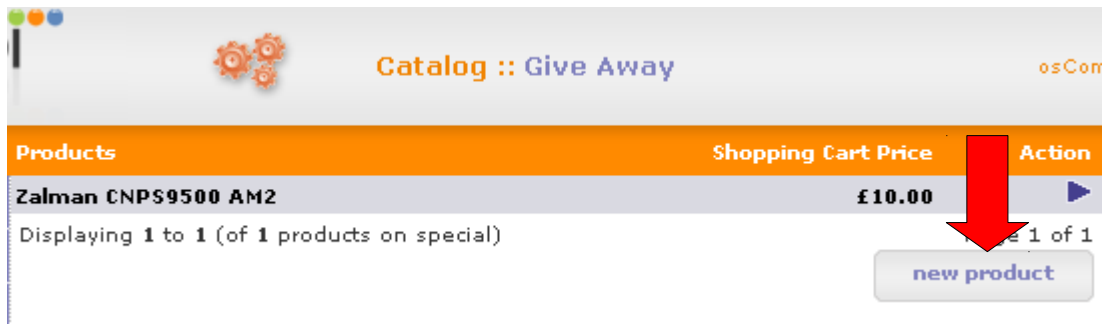 Catalog :: Give Away
osCom
Products Shopping Cart Price Action
Zalman CNPS9500 AM2 £10.00
Displaying 1 to 1 (of 1 products on special) 1 of 1
new product